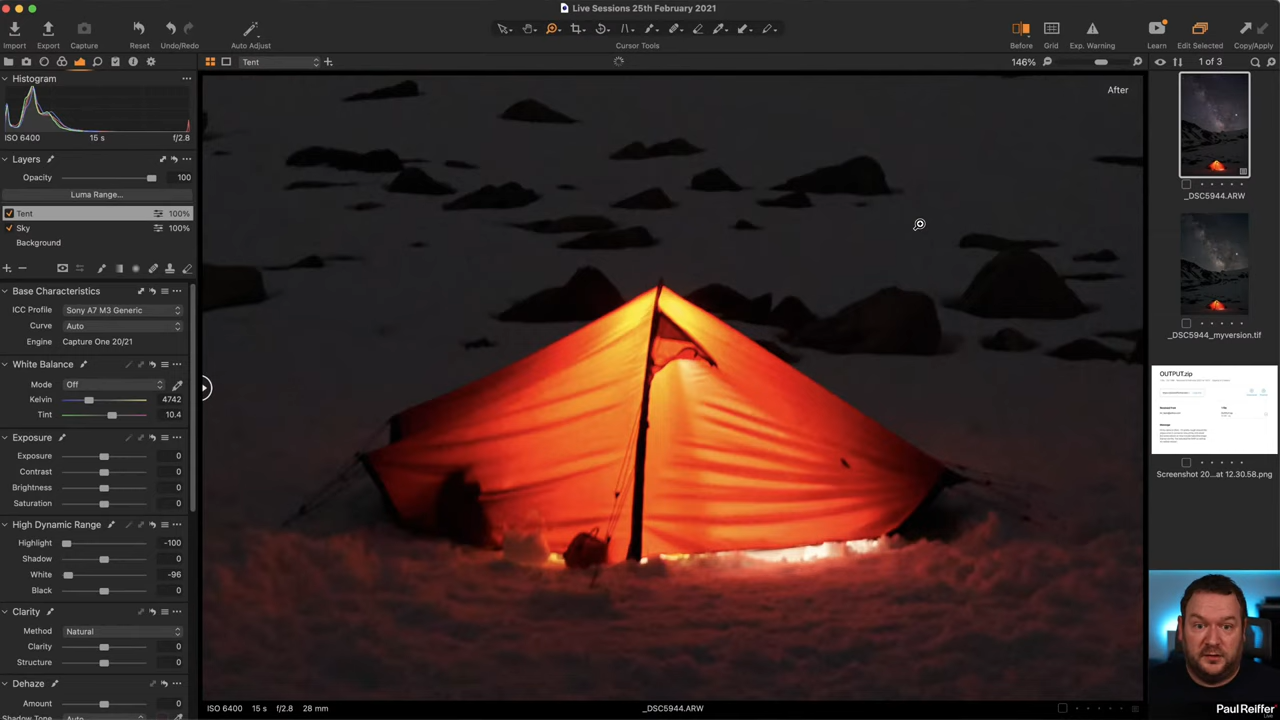 Live Sessions 25th February 2021
Import
Export
Capture
Reset
Undo/Redo
Auto Adjust
Cursor Tools
Before
Grid
Exp. Warning
Learn
Edit Selected
Copy/Apply
Tent
146%
1 of 3
Histogram
ISO 6400
15 s
f/2.8
Layers
Opacity
100
Luma Range...
Tent
100%
Sky
100%
Background
Base Characteristics
ICC Profile
Sony A7 M3 Generic
Curve
Auto
Engine
Capture One 20/21
White Balance
Mode
Off
Kelvin
4742
Tint
10.4
Exposure
Exposure
0
Contrast
0
Brightness
0
Saturation
0
High Dynamic Range
Highlight
-100
Shadow
0
White
-96
Black
0
Clarity
Method
Natural
Clarity
0
Structure
0
Dehaze
Amount
0
Shadow Tone
Auto
After
ISO 6400
15 s
f/2.8
28 mm
_DSC5944.ARW
_DSC5944.ARW
_DSC5944_myversion.tif
OUTPUT.zip
Screenshot 20...at 12.30.58.png
Paul Reiffer
Live